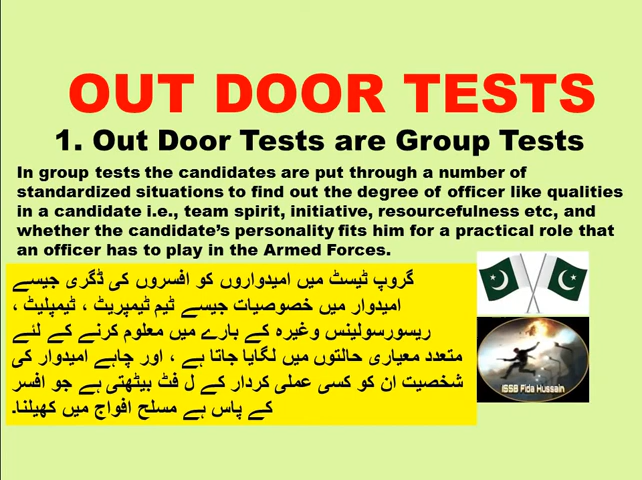 OUT DOOR TESTS
1. Out Door Tests are Group Tests
In group tests the candidates are put through a number of
standardized situations to find out the degree of officer like qualities
in a candidate i.e., team spirit, initiative, resourcefulness etc, and
whether the candidate's personality fits him for a practical role that
an officer has to play in the Armed Forces.
گروپ ٹیسٹ میں امیدواروں کو افسروں کی ڈگری جیسے
امیدوار میں خصوصیات جیسے ٹیم ٹیمپریٹ ، ٹیمپلیٹ ،
ریسورسولینس وغیرہ کے بارے میں معلوم کرنے کے لئے
متعدد معیاری حالتوں میں لگایا جاتا ہے ، اور چاہے امیدوار کی
شخصیت ان کو کسی عملی کردار کے ل فٹ بیٹھتی ہے جو افسر
کے پاس ہے مسلح افواج میں کھیلنا۔
ISSB Fida Hussain